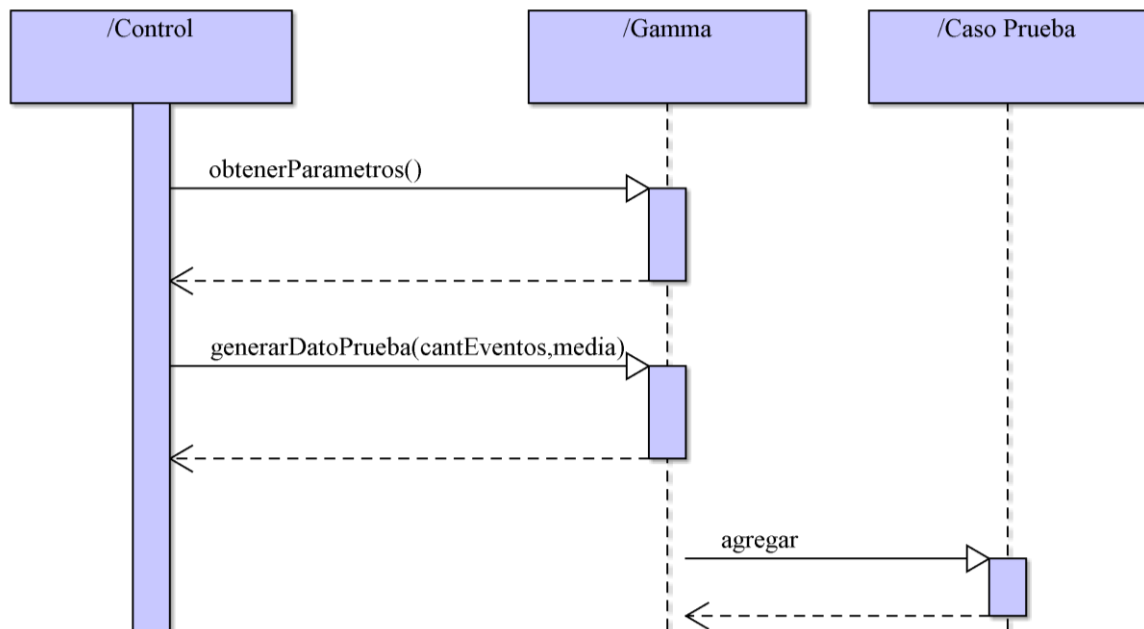 /Control
/Gamma
/Caso Prueba
obtenerParametros()
generarDatoPrueba(cantEventos,media)
agregar